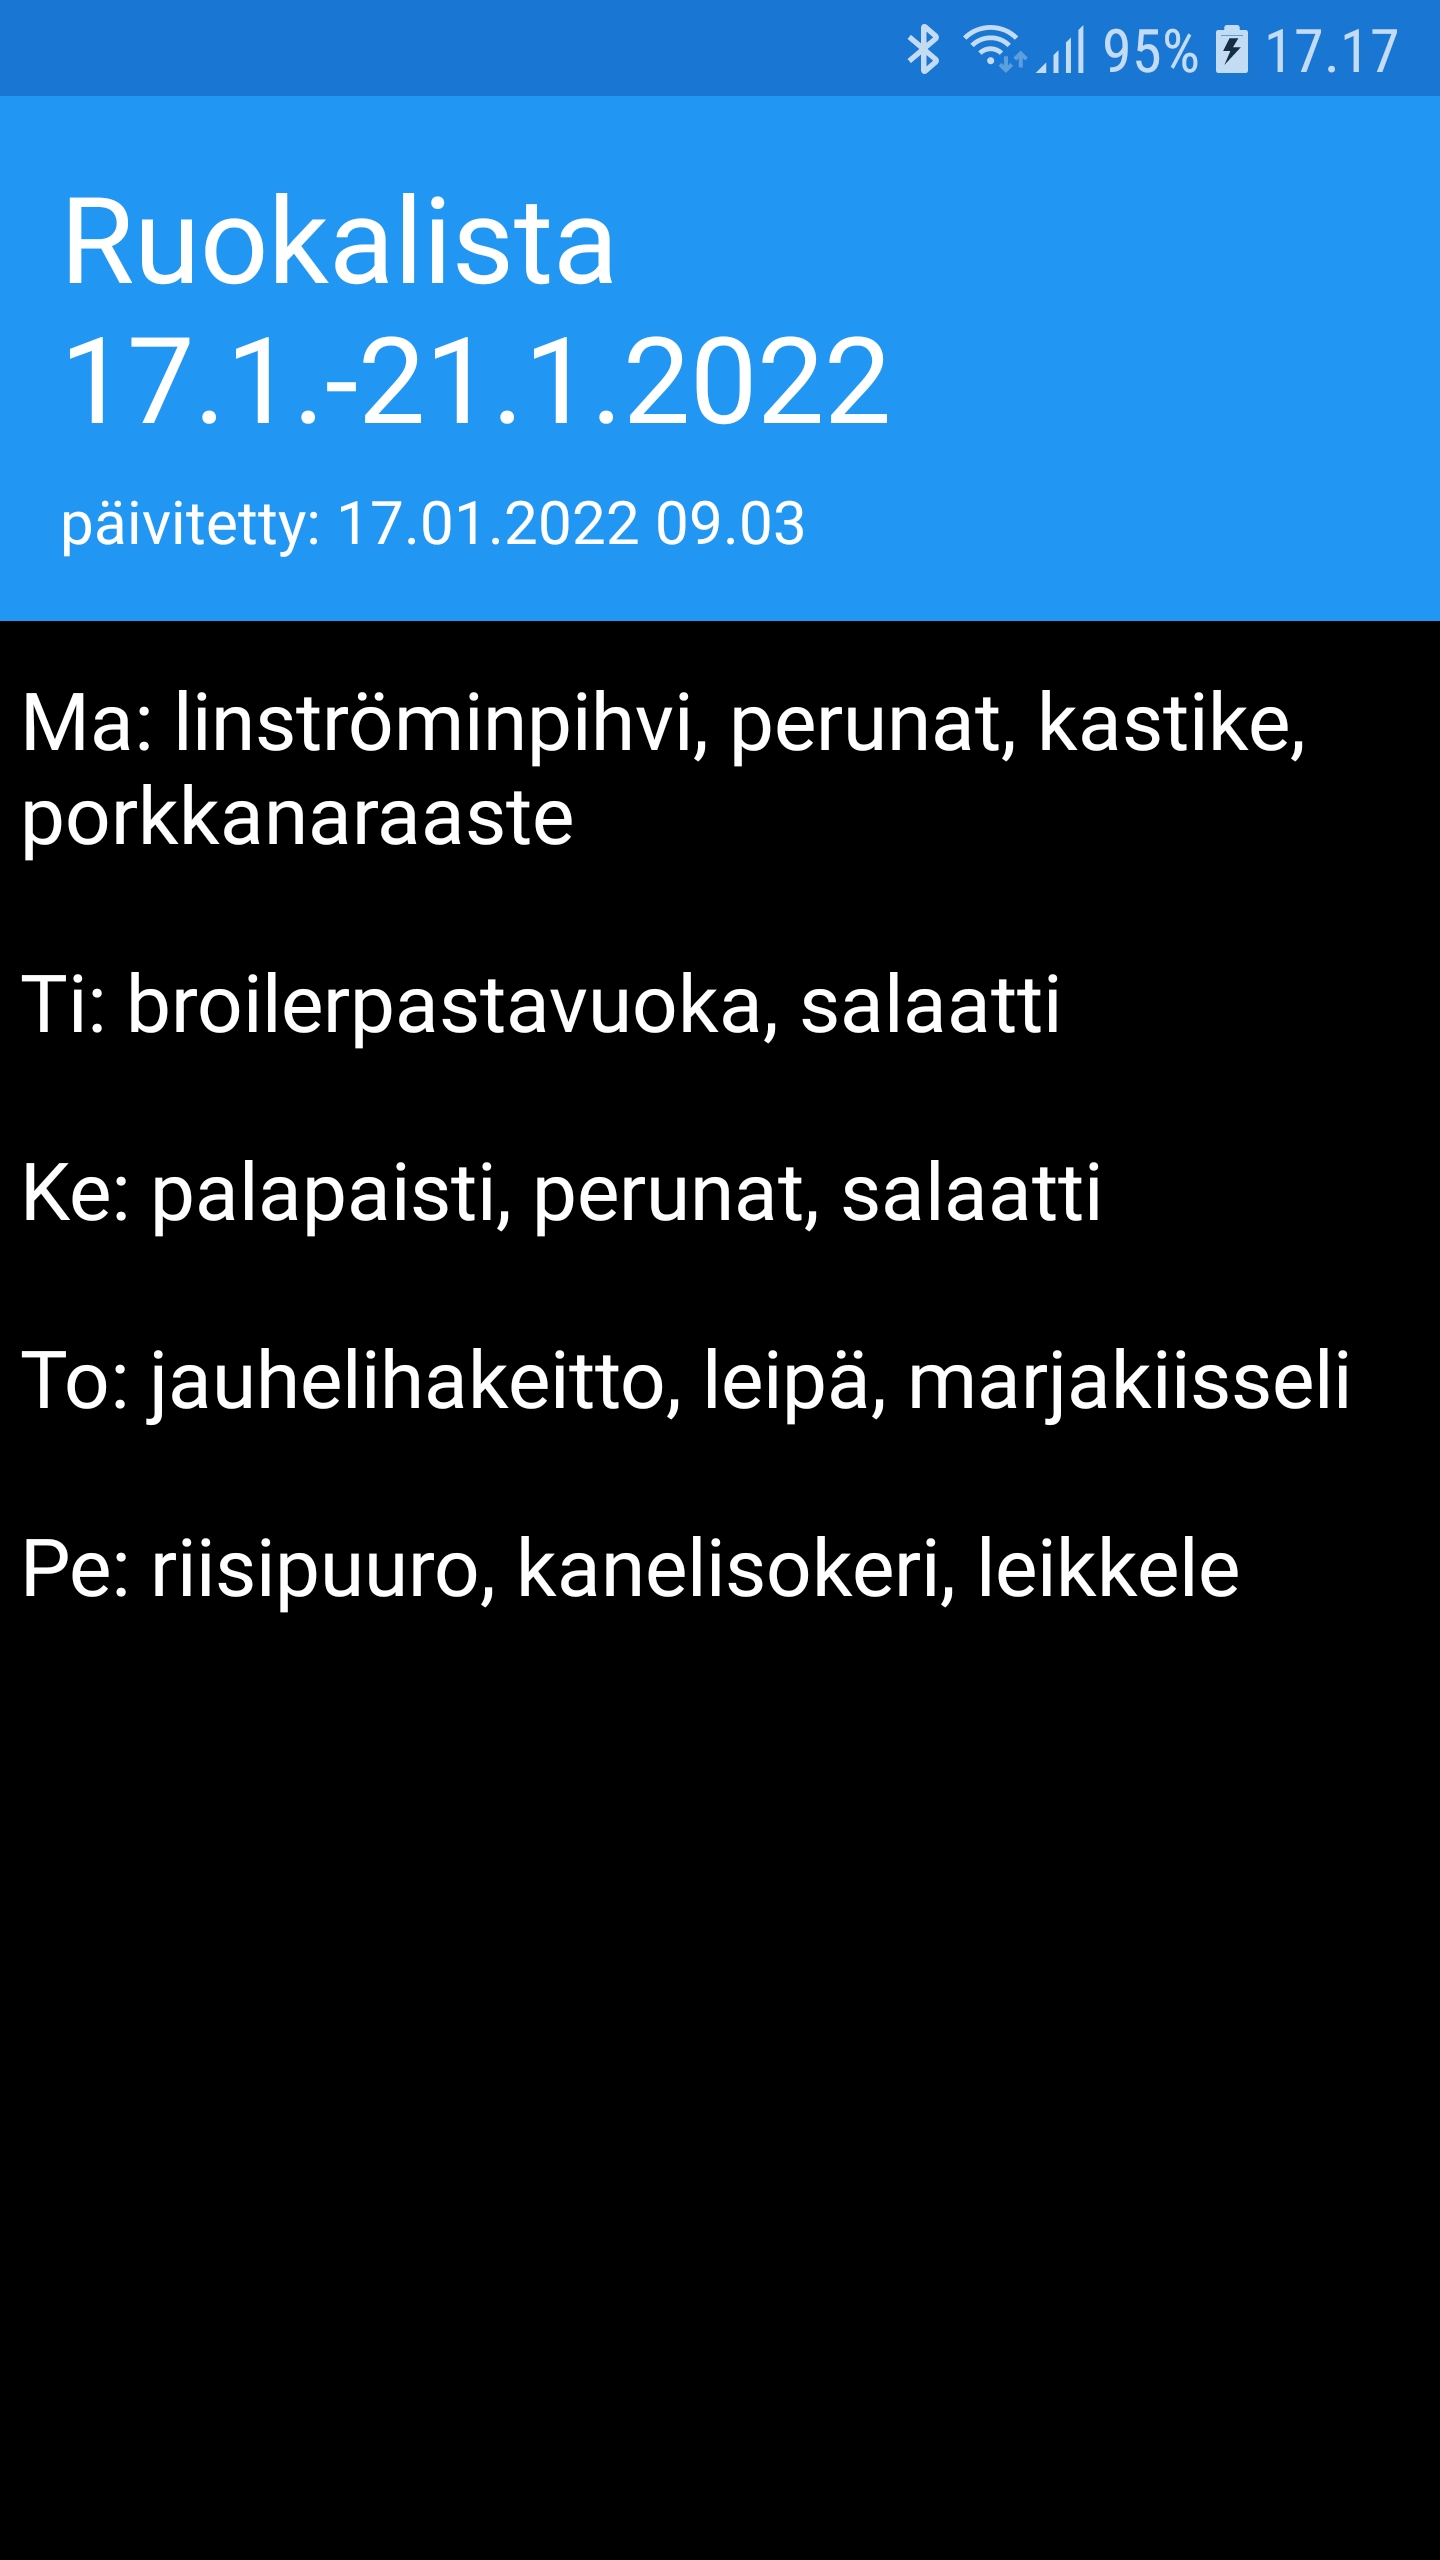 95% 17.17
Ruokalista
17.1.-21.1.2022
päivitetty: 17.01.2022 09.03
Ma: linströminpihvi, perunat, kastike,
porkkanaraaste
Ti: broilerpastavuoka, salaatti
Ke: palapaisti, perunat, salaatti
To: jauhelihakeitto, leipä, marjakiisseli
Pe: riisipuuro, kanelisokeri, leikkele